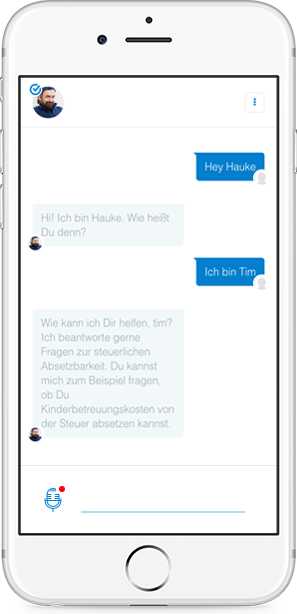 Hey Hauke
Hi! Ich bin Hauke. Wie heißt
Du denn?
Ich bin Tim
Wie kann ich Dir helfen, tim?
Ich beantworte gerne
Fragen zur steuerlichen
Absetzbarkeit. Du kannst
mich zum Beispiel fragen,
ob Du
Kinderbetreuungskosten von
der Steuer absetzen kannst.